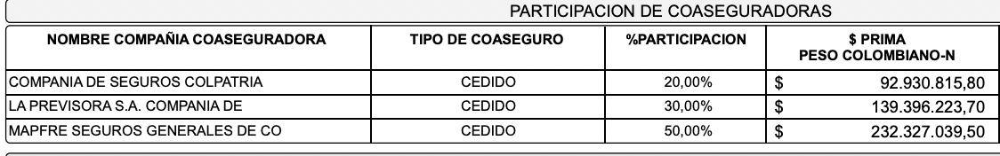 PARTICIPACION DE COASEGURADORAS
NOMBRE COMPAÑIA COASEGURADORA TIPO DE COASEGURO %PARTICIPACION $ PRIMA
PESO COLOMBIANO-N
COMPANIA DE SEGUROS COLPATRIA CEDIDO 20,00% $ 92.930.815,80
LA PREVISORA S.A. COMPANIA DE CEDIDO 30,00% $ 139.396.223,70
MAPFRE SEGUROS GENERALES DE CO CEDIDO 50,00% $ 232.327.039,50